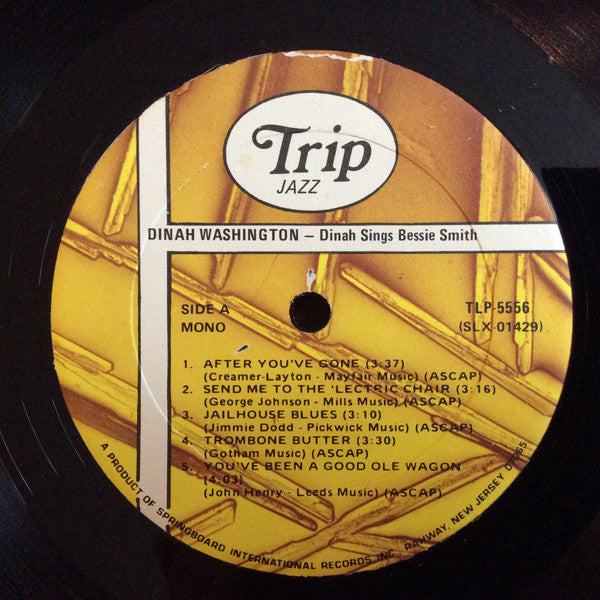 Trip
JAZZ
DINAH WASHINGTON – Dinah Sings Bessie Smith
SIDE A
MONO
TLP-5556
(SLX-01429)
1. AFTER YOU'VE GONE (3:37)
(Creamer-Layton - Mayfair Music) (ASCAP)
2. SEND ME TO THE 'LECTRIC CHAIR (3:16)
(George Johnson - Mills Music) (ASCAP)
3. JAILHOUSE BLUES (3:10)
(Jimmie Dodd - Pickwick Music) (ASCAP)
4. TROMBONE BUTTER (3:30)
(Gotham Music) (ASCAP)
5. YOU'VE BEEN A GOOD OLE WAGON
(4:03)
(John Henry - Leeds Music) (ASCAP)
A PRODUCT OF SPRINGBOARD INTERNATIONAL RECORDS, INC., RAHWAY, NEW JERSEY 07065